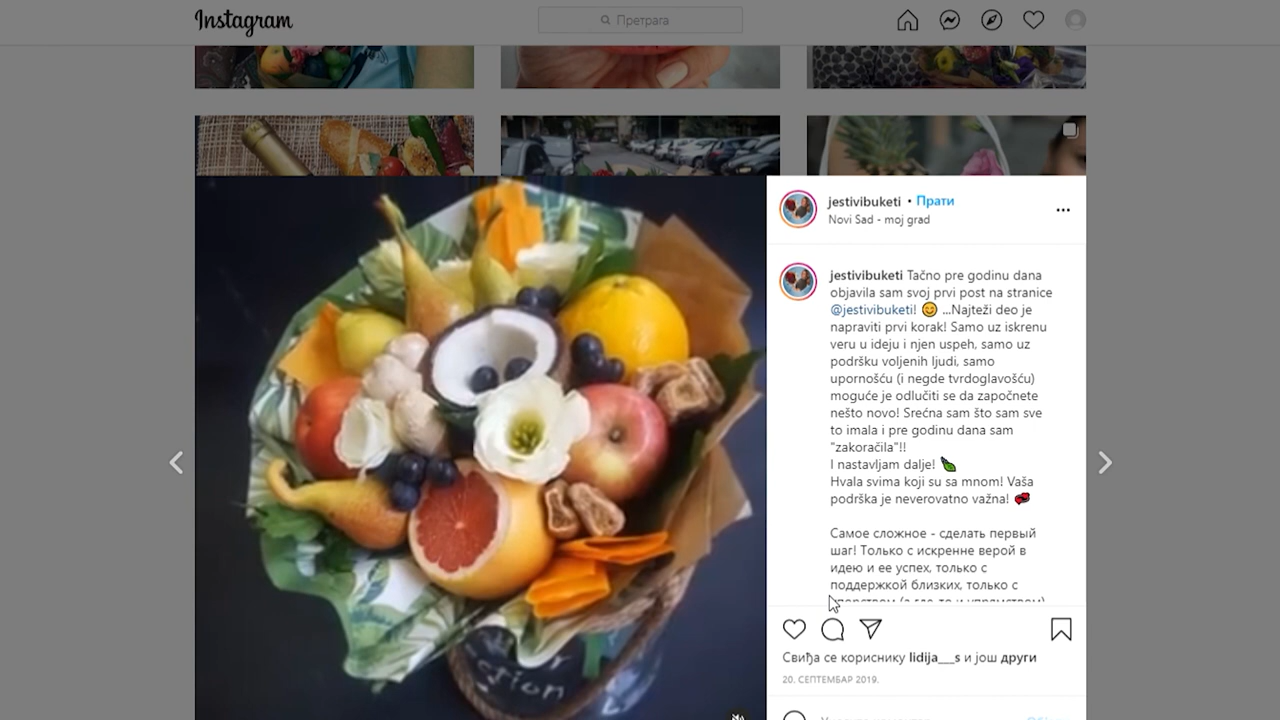 Instagram
Претрага
jestivibuketi • Прати
Novi Sad - moj grad
jestivibuketi Tačno pre godinu dana
objavila sam svoj prvi post na stranice
@jestivibuketi! 😊 ...Najteži deo je
napraviti prvi korak! Samo uz iskrenu
veru u ideju i njen uspeh, samo uz
podršku voljenih ljudi, samo
upornošću (i negde tvrdoglavošću)
moguće je odlučiti se da započnete
nešto novo! Srećna sam što sam sve
to imala i pre godinu dana sam
"zakoračila"!!
I nastavljam dalje!
Hvala svima koji su sa mnom! Vaša
podrška je neverovatno važna!
Самое сложное - сделать первый
шаг! Только с искренне верой в
идею и ее успех, только с
поддержкой близких, только с
упорством (а где-то и упрямством)
Свиђа се кориснику lidija___s и још други
20. СЕПТЕМБАР 2019.